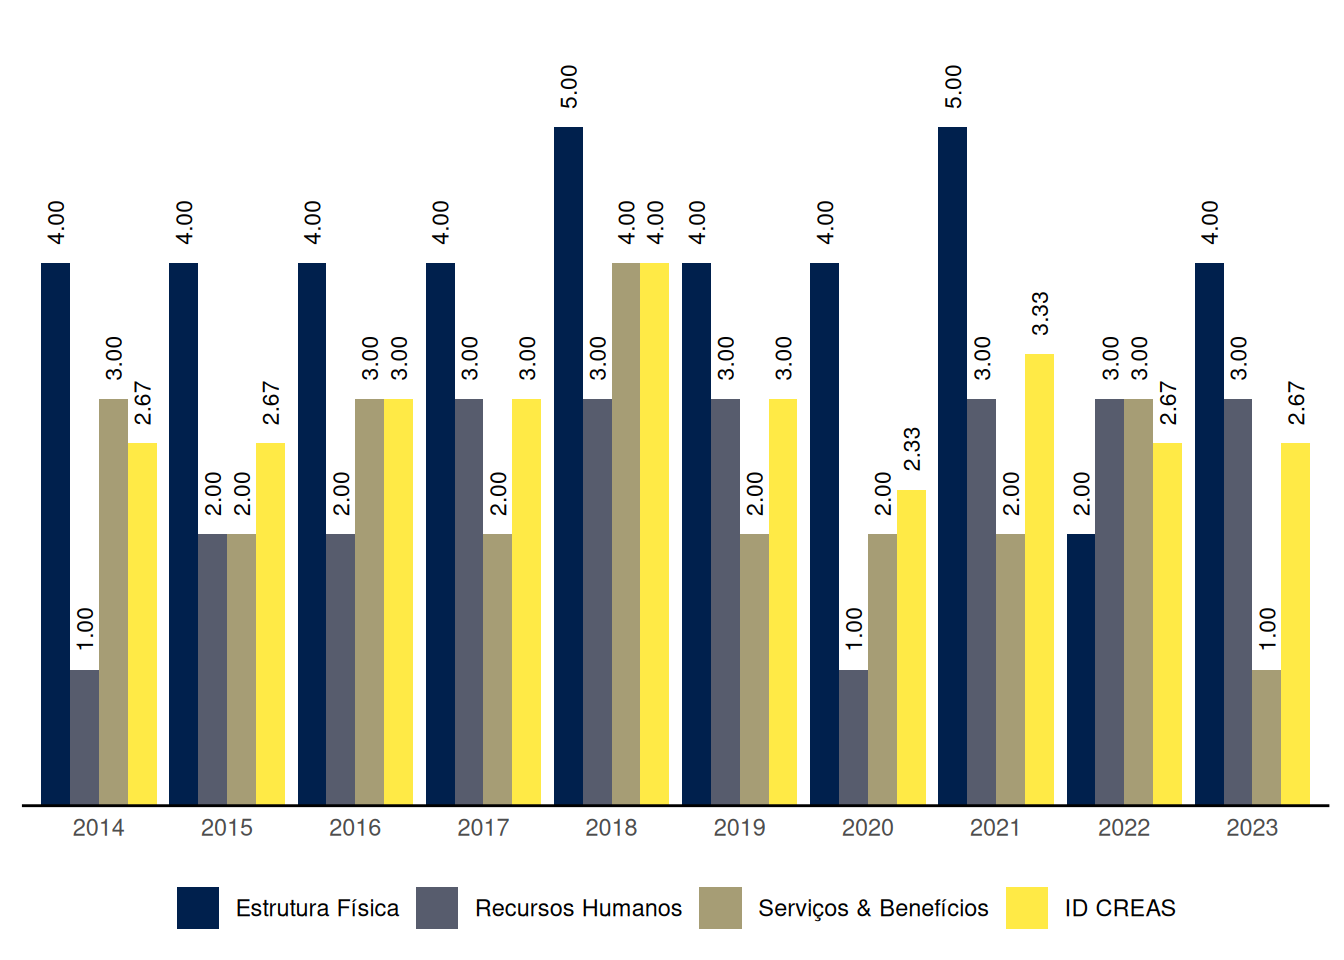 5.00 5.00
4.00 4.00 4.00 4.00 4.00 4.00 4.00 4.00 4.00
3.33
3.00 3.00 3.00 3.00 3.00 3.00 3.00 3.00 3.00 3.00 3.00
2.67 2.67 2.67 2.67
2.33
2.00 2.00 2.00 2.00 2.00 2.00 2.00 2.00
1.00 1.00 1.00
2014 2015 2016 2017 2018 2019 2020 2021 2022 2023
Estrutura Física Recursos Humanos Serviços & Benefícios ID CREAS